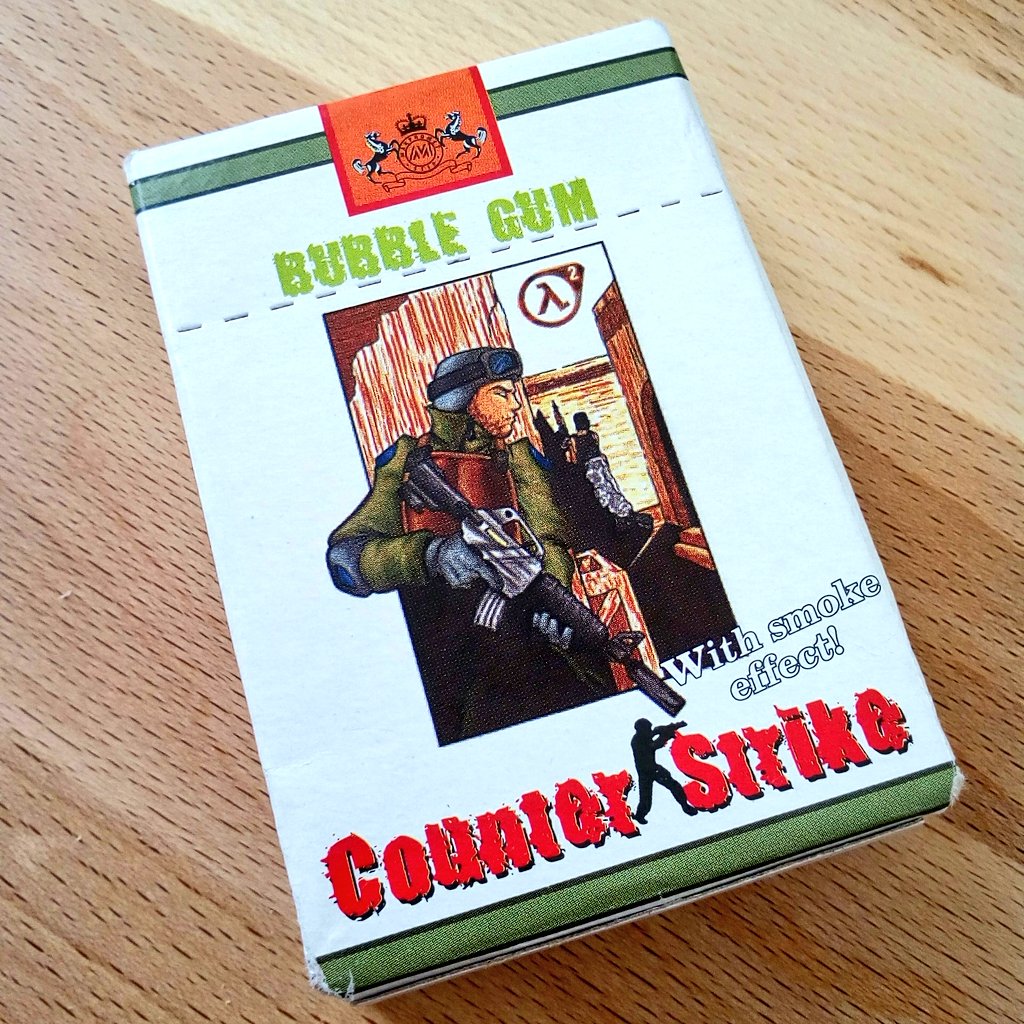 BUBBLE GUM
λ2
With smoke
effect!
Counter Strike